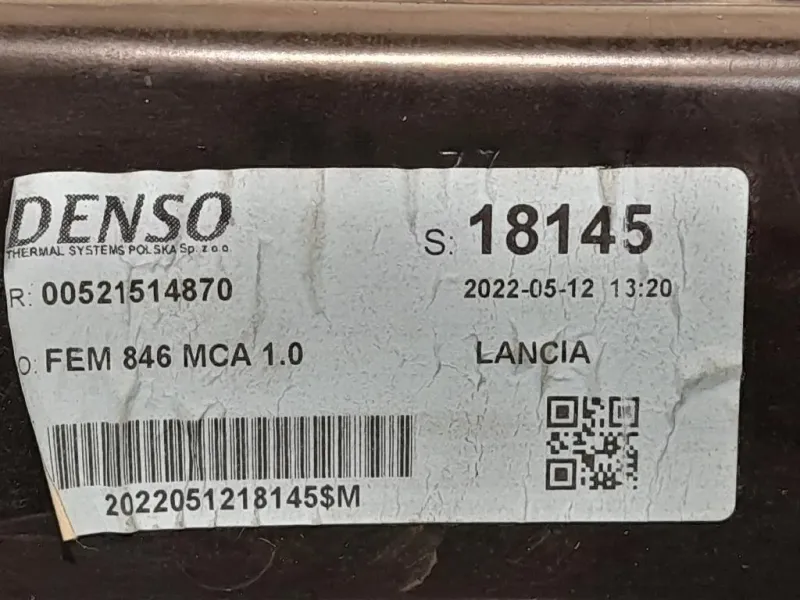 DENSO
THERMAL SYSTEMS POLSKA Sp. z o.o.
S: 18145
R: 00521514870
2022-05-12 13:20
O: FEM 846 MCA 1.0
LANCIA
2022051218145$M